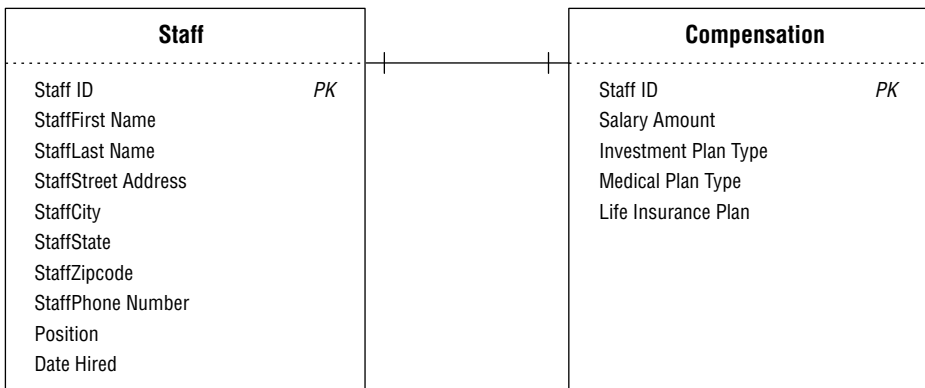 Staff
Staff ID PK
StaffFirst Name
StaffLast Name
StaffStreet Address
StaffCity
StaffState
StaffZipcode
StaffPhone Number
Position
Date Hired
Compensation
Staff ID PK
Salary Amount
Investment Plan Type
Medical Plan Type
Life Insurance Plan